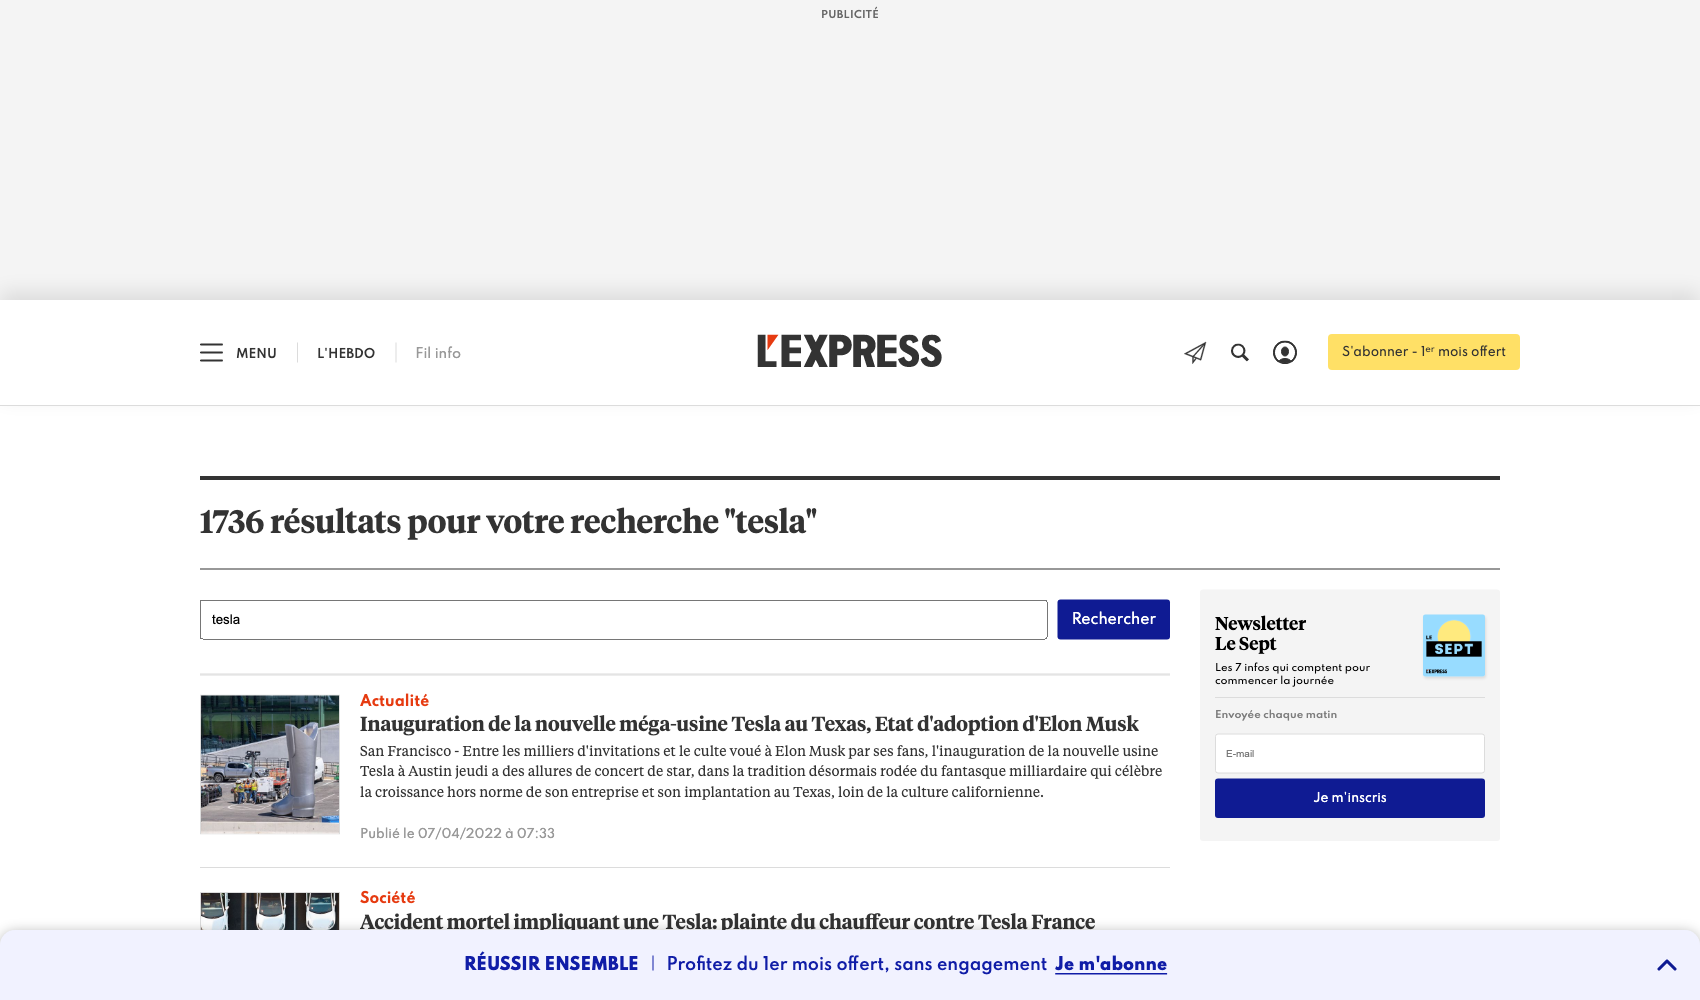 PUBLICITÉ
MENU
L'HEBDO
Fil info
L'EXPRESS
S'abonner - 1er mois offert
1736 résultats pour votre recherche "tesla"
tesla
Rechercher
Actualité
Inauguration de la nouvelle méga-usine Tesla au Texas, Etat d'adoption d'Elon Musk
San Francisco - Entre les milliers d'invitations et le culte voué à Elon Musk par ses fans, l'inauguration de la nouvelle usine
Tesla à Austin jeudi a des allures de concert de star, dans la tradition désormais rodée du fantasque milliardaire qui célèbre
la croissance hors norme de son entreprise et son implantation au Texas, loin de la culture californienne.
Publié le 07/04/2022 à 07:33
Société
Accident mortel impliquant une Tesla: plainte du chauffeur contre Tesla France
Newsletter
Le Sept
Les 7 infos qui comptent pour
commencer la journée
LE
SEPT
L'EXPRESS
Envoyée chaque matin
E-mail
Je m'inscris
RÉUSSIR ENSEMBLE | Profitez du 1er mois offert, sans engagement Je m'abonne